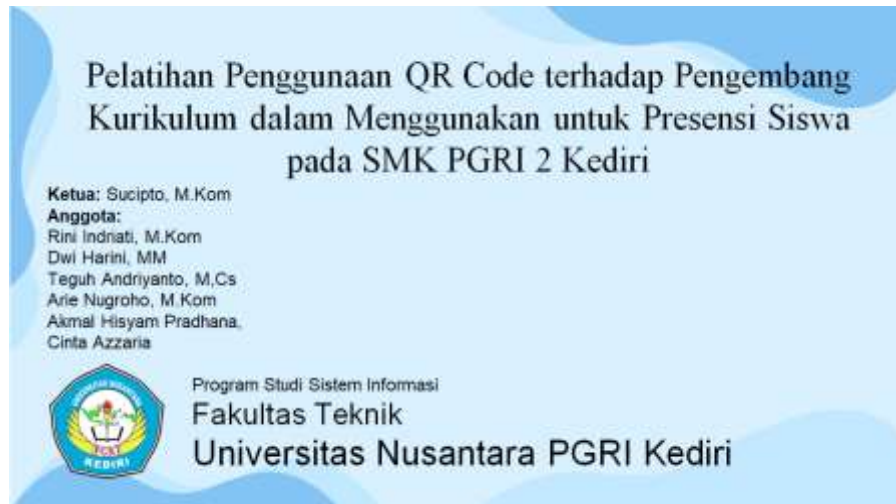 Pelatihan Penggunaan QR Code terhadap Pengembang
Kurikulum dalam Menggunakan untuk Presensi Siswa
pada SMK PGRI 2 Kediri
Ketua: Sucipto, M.Kom
Anggota:
Rini Indriati, M.Kom
Dwi Harini, MM
Teguh Andriyanto, M,Cs
Arie Nugroho, M.Kom
Akmal Hisyam Pradhana,
Cinta Azzaria
Program Studi Sistem Informasi
Fakultas Teknik
Universitas Nusantara PGRI Kediri
KEDIRI